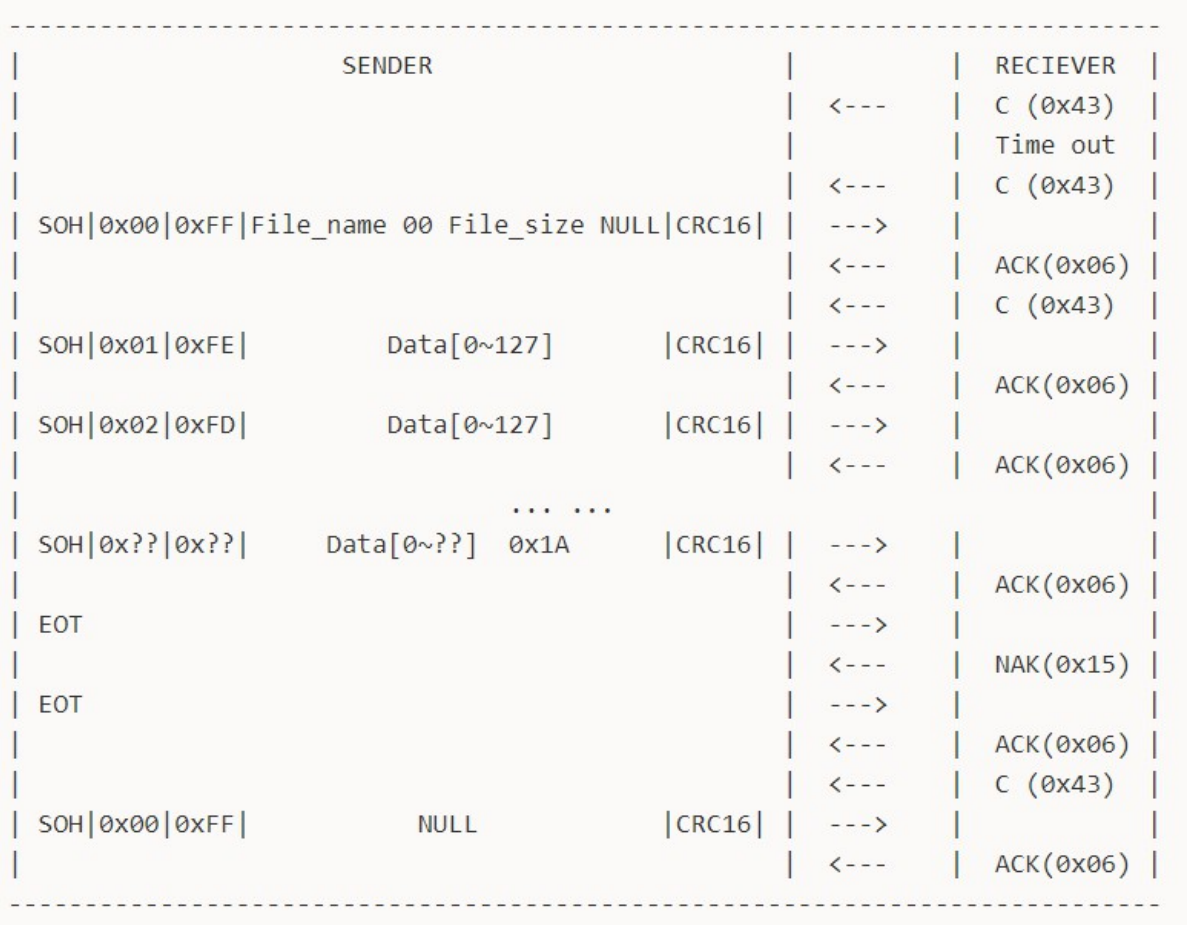 -----------------------------------------------------------------------------
| SENDER | | RECIEVER |
| | <--- | C (0x43) |
| | | Time out |
| | <--- | C (0x43) |
| SOH|0x00|0xFF|File_name 00 File_size NULL|CRC16| | ---> | |
| | <--- | ACK(0x06) |
| | <--- | C (0x43) |
| SOH|0x01|0xFE| Data[0~127] |CRC16| | ---> | |
| | <--- | ACK(0x06) |
| SOH|0x02|0xFD| Data[0~127] |CRC16| | ---> | |
| | <--- | ACK(0x06) |
| ... ... |
| SOH|0x??|0x??| Data[0~??] 0x1A |CRC16| | ---> | |
| | <--- | ACK(0x06) |
| EOT | ---> | |
| | <--- | NAK(0x15) |
| EOT | ---> | |
| | <--- | ACK(0x06) |
| | <--- | C (0x43) |
| SOH|0x00|0xFF| NULL |CRC16| | ---> | |
| | <--- | ACK(0x06) |
-----------------------------------------------------------------------------